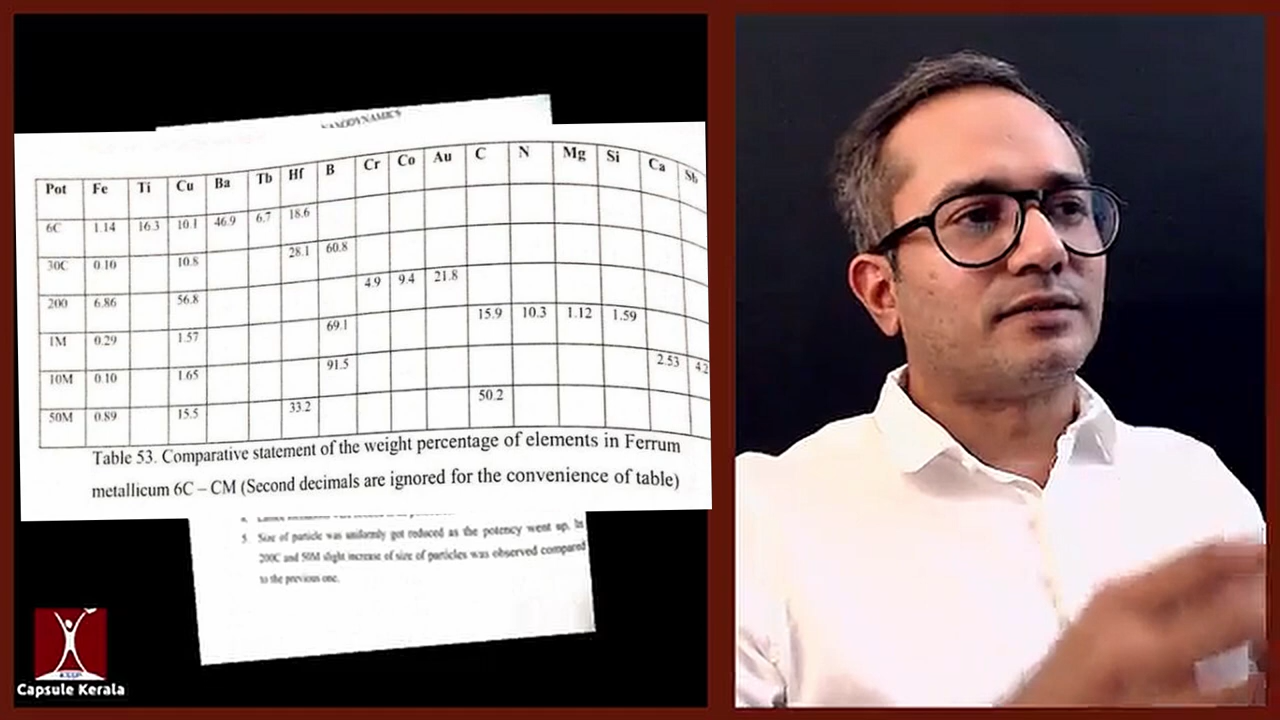 NANODYNAMICS
Pot Fe Ti Cu Ba Tb Hf B Cr Co Au C N Mg Si Ca Sb
6C 1.14 16.3 10.1 46.9 6.7 18.6
30C 0.10 10.8 28.1 60.8
200 6.86 56.8 4.9 9.4 21.8
1M 0.29 1.57 69.1 15.9 10.3 1.12 1.59
10M 0.10 1.65 91.5 2.53 4.2
50M 0.89 15.5 33.2 50.2
Table 53. Comparative statement of the weight percentage of elements in Ferrum
metallicum 6C – CM (Second decimals are ignored for the convenience of table)
5. Size of particle was uniformly got reduced as the potency went up. In
200C and 50M slight increase of size of particles was observed compared
to the previous one.
Capsule Kerala